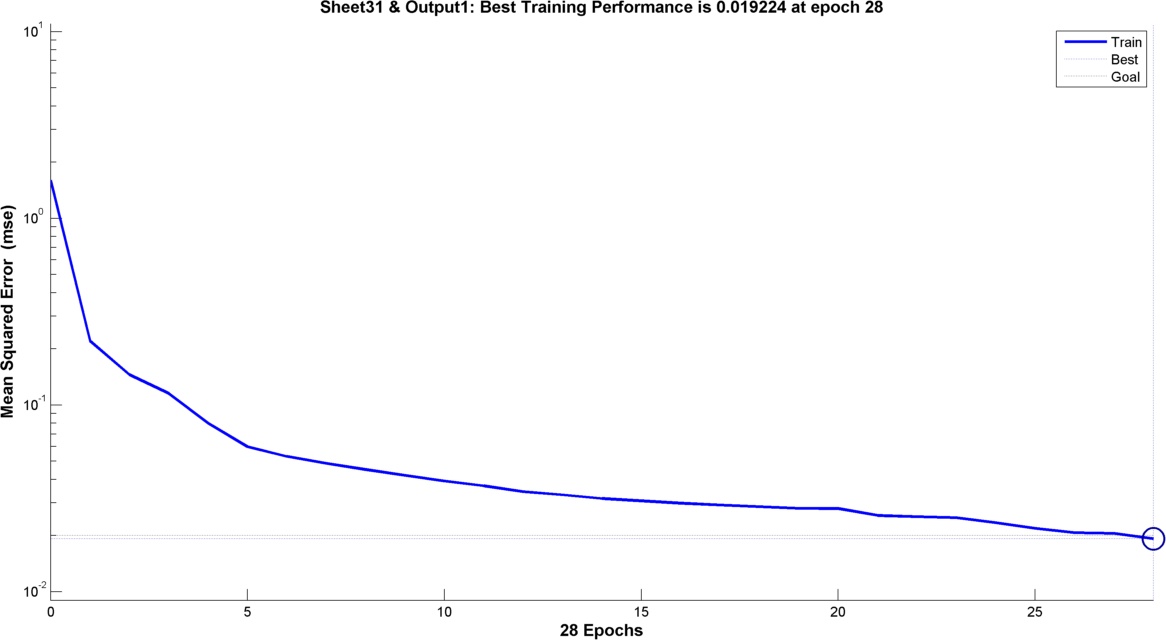 Sheet31 & Output1: Best Training Performance is 0.019224 at epoch 28
Train
Best
Goal
Mean Squared Error (mse)
10^1
10^0
10^-1
10^-2
0 5 10 15 20 25
28 Epochs